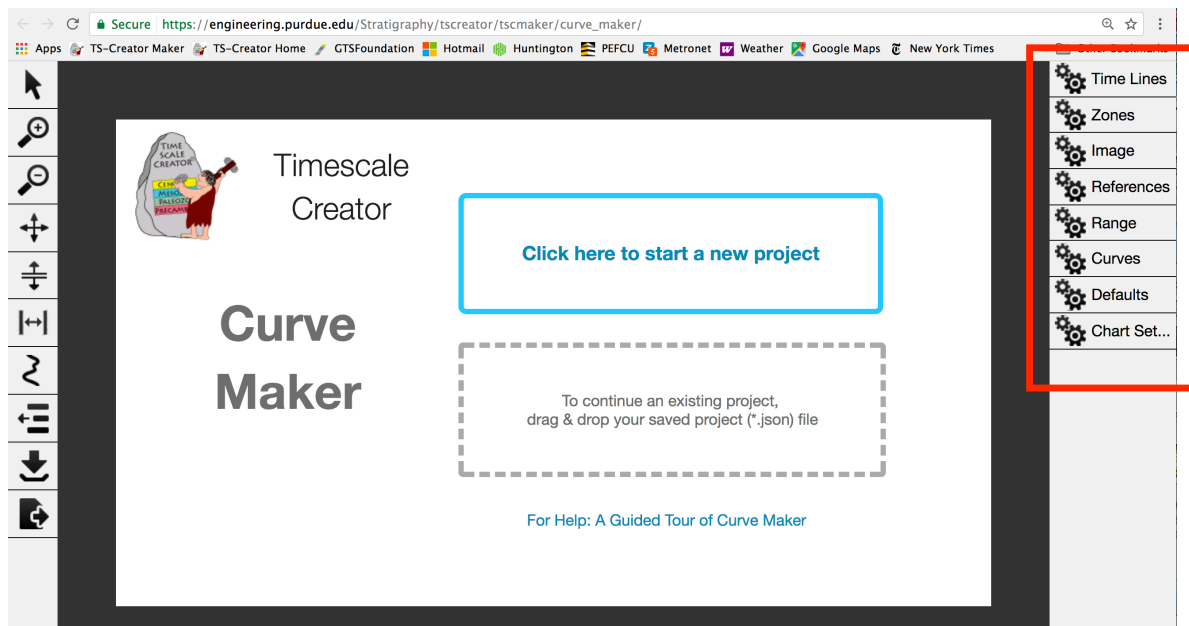 Secure https://engineering.purdue.edu/Stratigraphy/tscreator/tscmaker/curve_maker/
Apps TS-Creator Maker TS-Creator Home GTSFoundation Hotmail Huntington PEFCU Metronet Weather Google Maps New York Times Other Bookmarks
TIME
SCALE
CREATOR
Timescale
Creator
Curve
Maker
Click here to start a new project
To continue an existing project,
drag & drop your saved project (*.json) file
For Help: A Guided Tour of Curve Maker
Time Lines
Zones
Image
References
Range
Curves
Defaults
Chart Set...